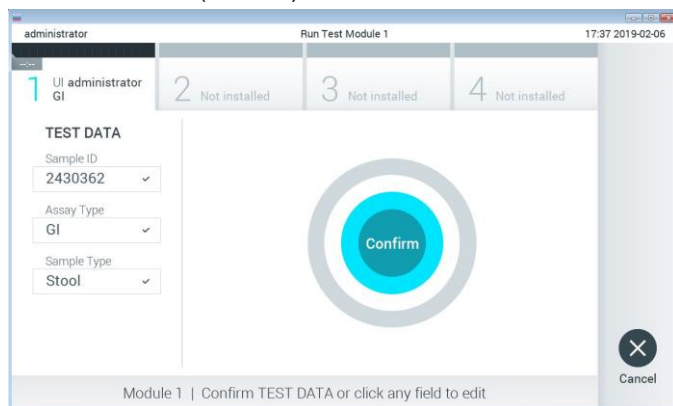 administrator Run Test Module 1 17:37 2019-02-06
--:--
1 UI administrator
GI
2 Not installed
3 Not installed
4 Not installed
TEST DATA
Sample ID
2430362
Assay Type
GI
Sample Type
Stool
Confirm
Cancel
Module 1 | Confirm TEST DATA or click any field to edit